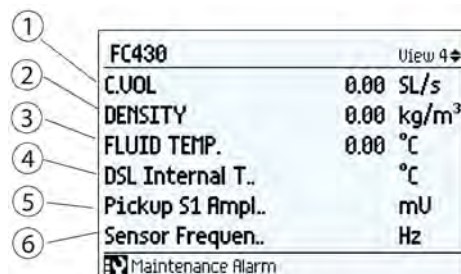 FC430 View 4
1 C.VOL 0.00 SL/s
2 DENSITY 0.00 kg/m³
3 FLUID TEMP. 0.00 °C
4 DSL Internal T.. °C
5 Pickup S1 Ampl.. mV
6 Sensor Frequen.. Hz
Maintenance Alarm